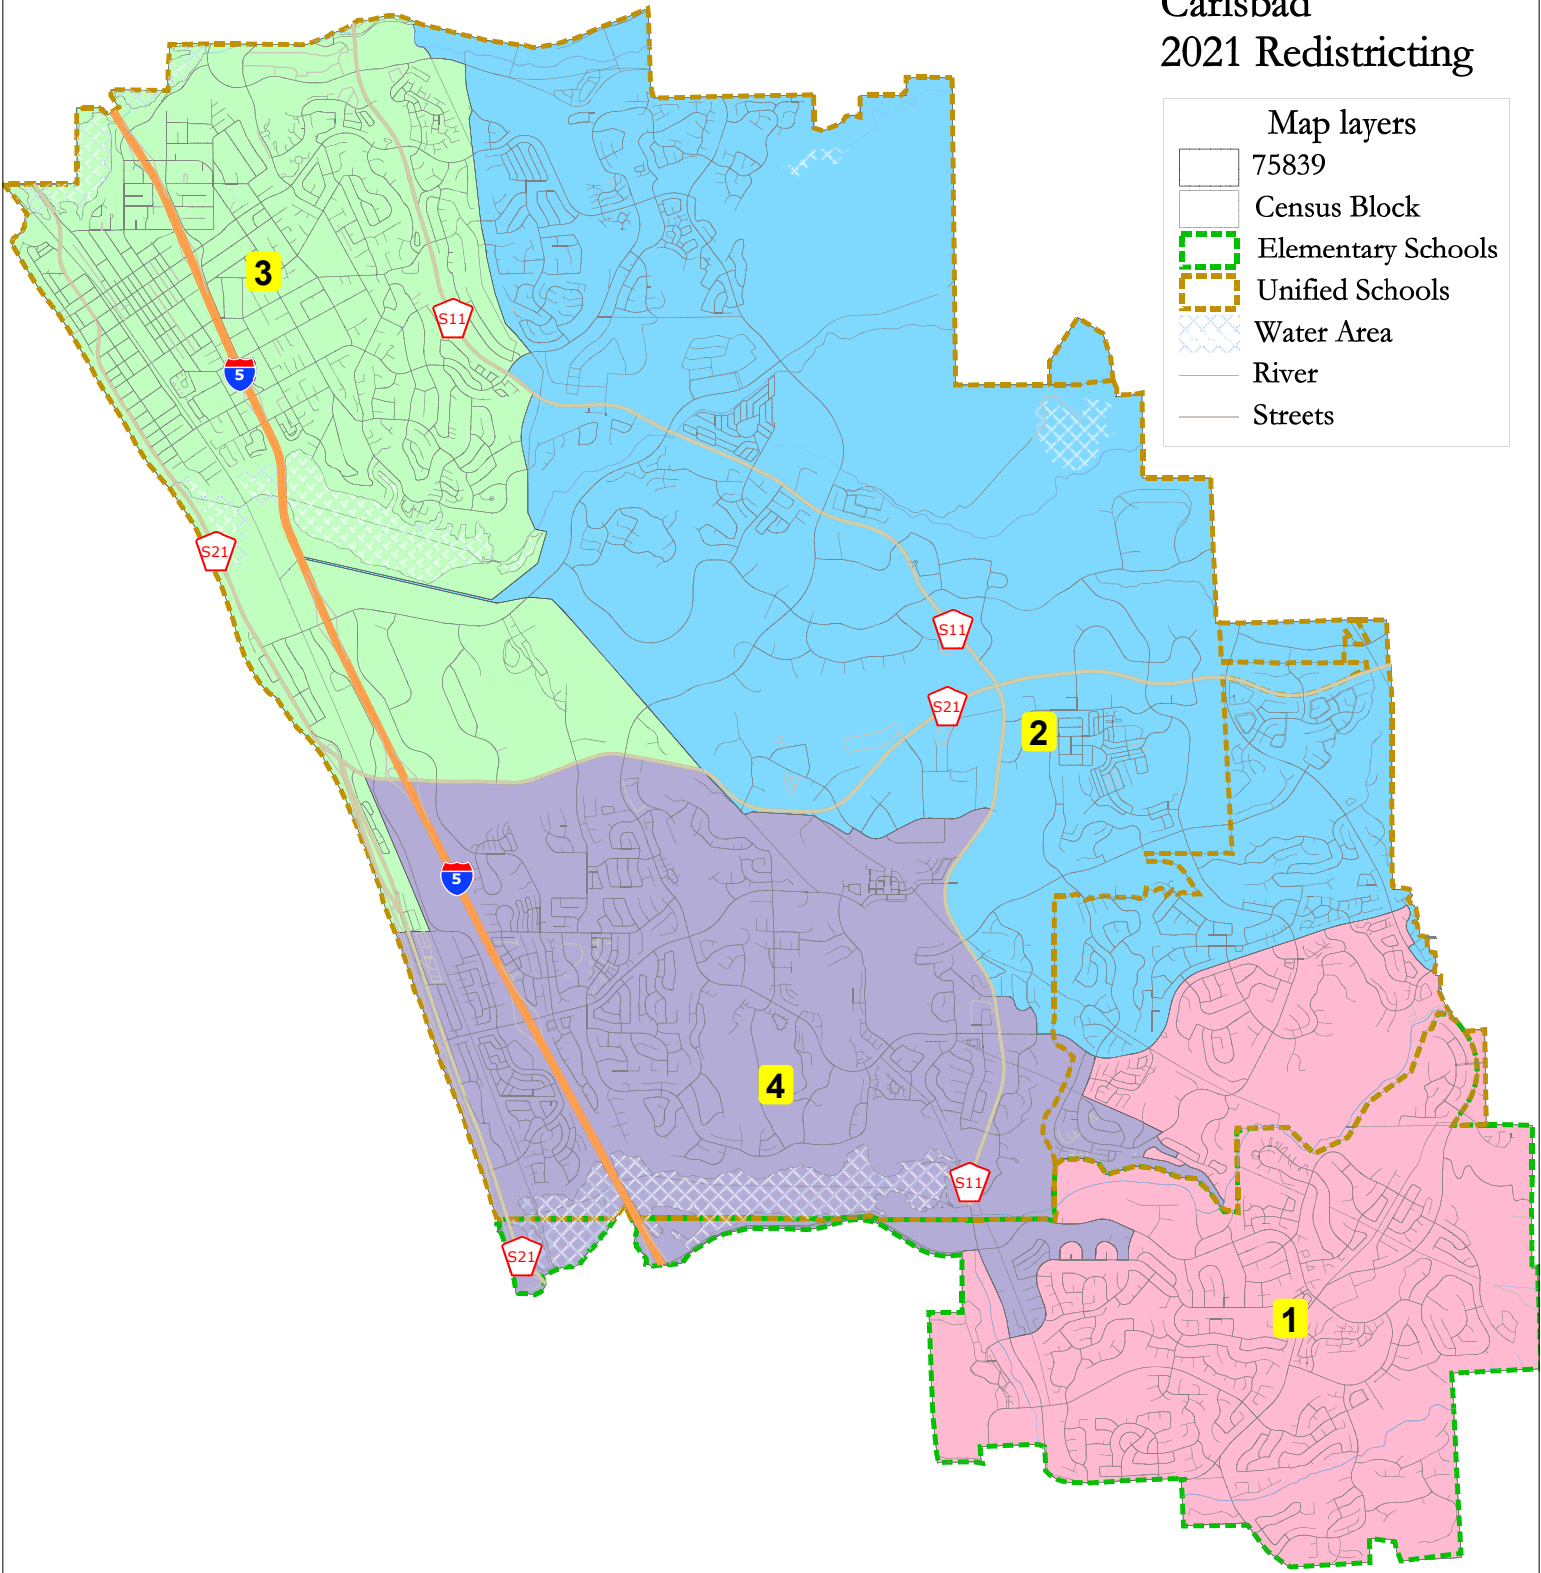 Carlsbad
2021 Redistricting
Map layers
75839
Census Block
Elementary Schools
Unified Schools
Water Area
River
Streets
3
S11
5
S21
S11
S21
2
5
4
S11
S21
1